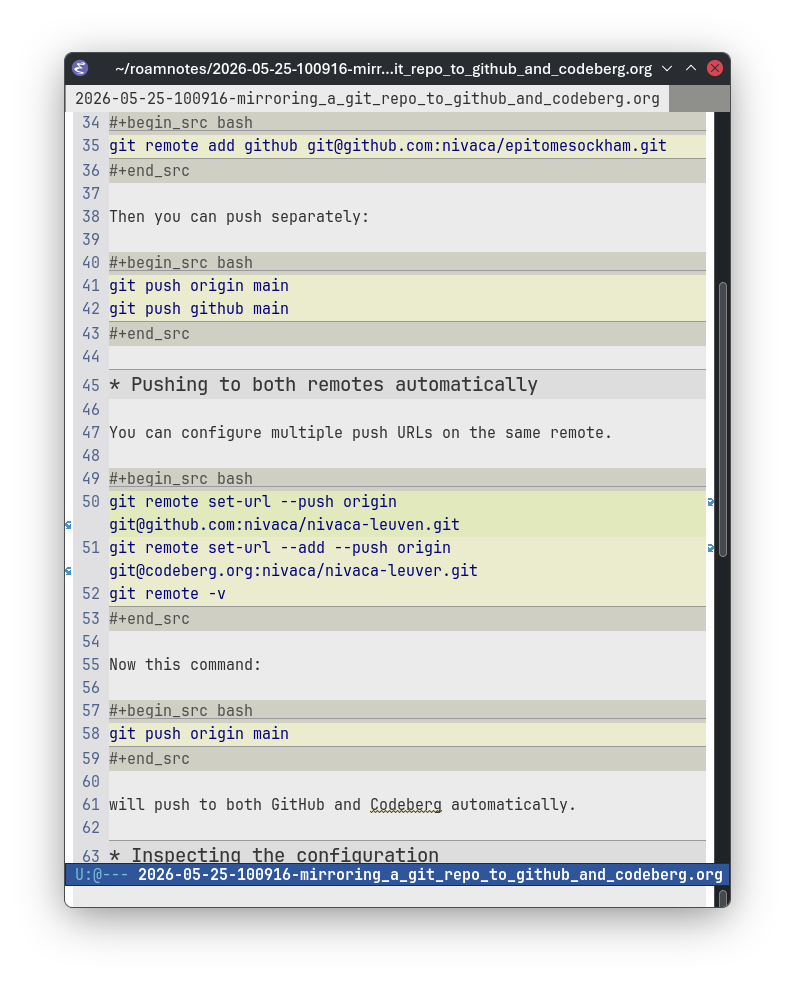 ~/roamnotes/2026-05-25-100916-mirr...it_repo_to_github_and_codeberg.org
2026-05-25-100916-mirroring_a_git_repo_to_github_and_codeberg.org
34 #+begin_src bash
35 git remote add github git@github.com:nivaca/epitomesockham.git
36 #+end_src
37
38 Then you can push separately:
39
40 #+begin_src bash
41 git push origin main
42 git push github main
43 #+end_src
44
45 * Pushing to both remotes automatically
46
47 You can configure multiple push URLs on the same remote.
48
49 #+begin_src bash
50 git remote set-url --push origin
git@github.com:nivaca/nivaca-leuven.git
51 git remote set-url --add --push origin
git@codeberg.org:nivaca/nivaca-leuver.git
52 git remote -v
53 #+end_src
54
55 Now this command:
56
57 #+begin_src bash
58 git push origin main
59 #+end_src
60
61 will push to both GitHub and Codeberg automatically.
62
63 * Inspecting the configuration
U:@--- 2026-05-25-100916-mirroring_a_git_repo_to_github_and_codeberg.org